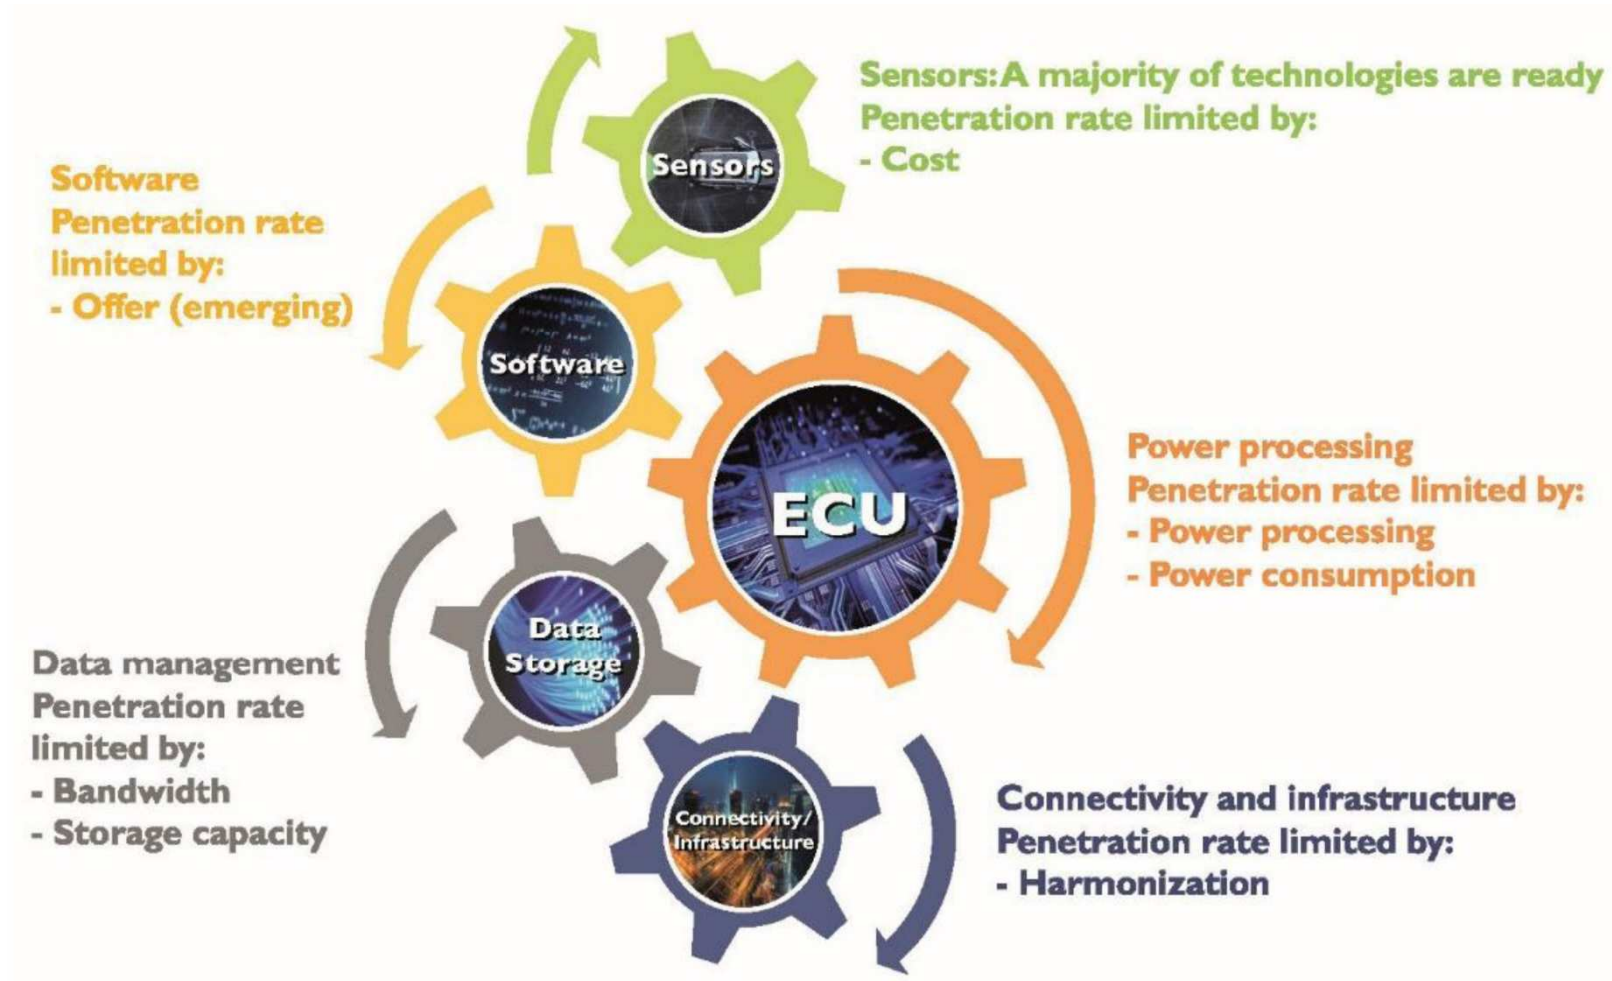 Sensors: A majority of technologies are ready
Penetration rate limited by:
- Cost
Sensors
Software
Penetration rate
limited by:
- Offer (emerging)
Software
ECU
Power processing
Penetration rate limited by:
- Power processing
- Power consumption
Data
Storage
Data management
Penetration rate
limited by:
- Bandwidth
- Storage capacity
Connectivity/
Infrastructure
Connectivity and infrastructure
Penetration rate limited by:
- Harmonization